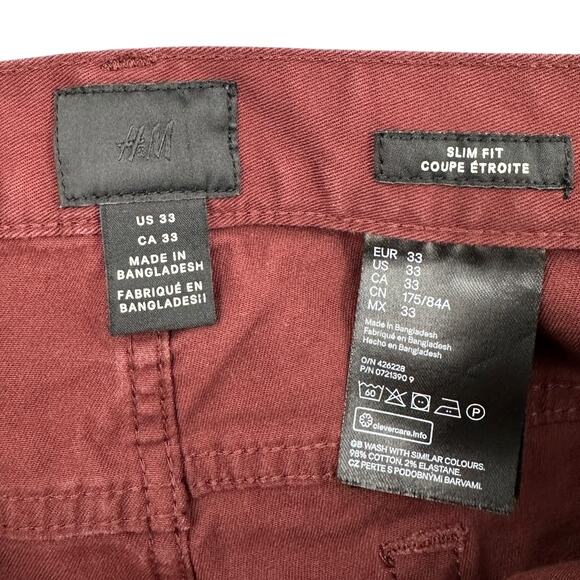 H&M
US 33
CA 33
MADE IN
BANGLADESH
FABRIQUÉ EN
BANGLADESH
SLIM FIT
COUPE ÉTROITE
EUR 33
US 33
CA 33
CN 175/84A
MX 33
Made in Bangladesh
Fabriqué en Bangladesh
Hecho en Bangladesh
O/N 426228
P/N 0721390 9
60 P
clevercare.info
GB WASH WITH SIMILAR COLOURS.
98% COTTON. 2% ELASTANE.
CZ PERTE S PODOBNÝMI BARVAMI.